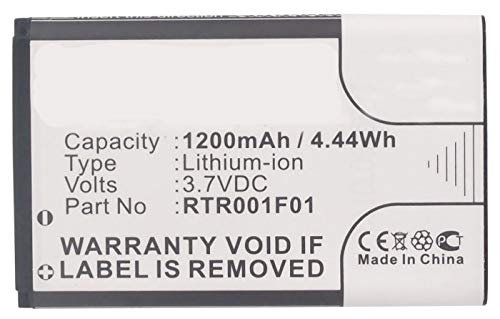 Capacity : 1200mAh / 4.44Wh
Type : Lithium-ion
Volts : 3.7VDC
Part No : RTR001F01
WARRANTY VOID IF
LABEL IS REMOVED
CE
Made In China